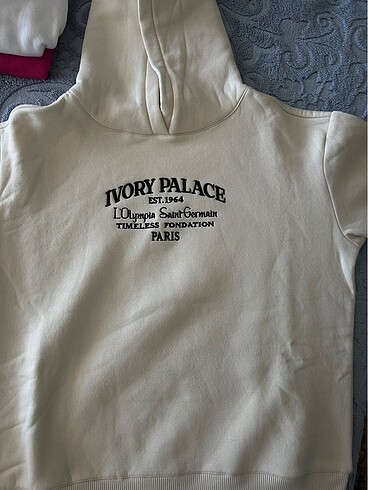 IVORY PALACE
EST.1964
L'Olympia Saint Germain
TIMELESS FONDATION
PARIS